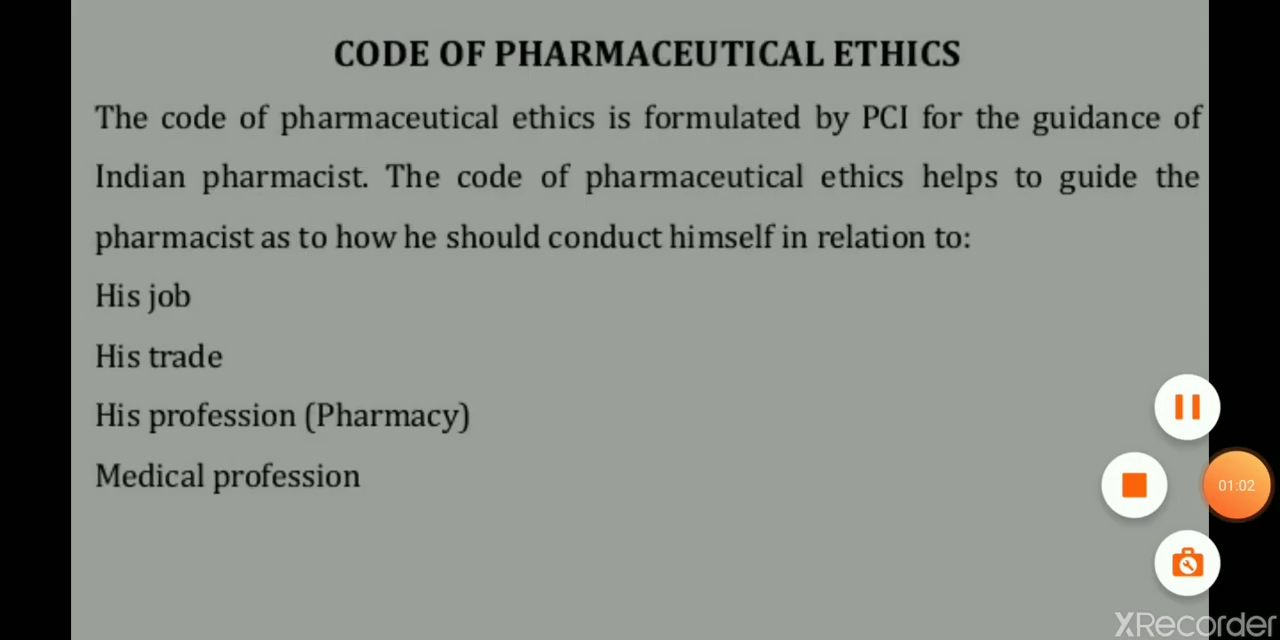 CODE OF PHARMACEUTICAL ETHICS
The code of pharmaceutical ethics is formulated by PCI for the guidance of
Indian pharmacist. The code of pharmaceutical ethics helps to guide the
pharmacist as to how he should conduct himself in relation to:
His job
His trade
His profession (Pharmacy)
Medical profession
01:02
XRecorder